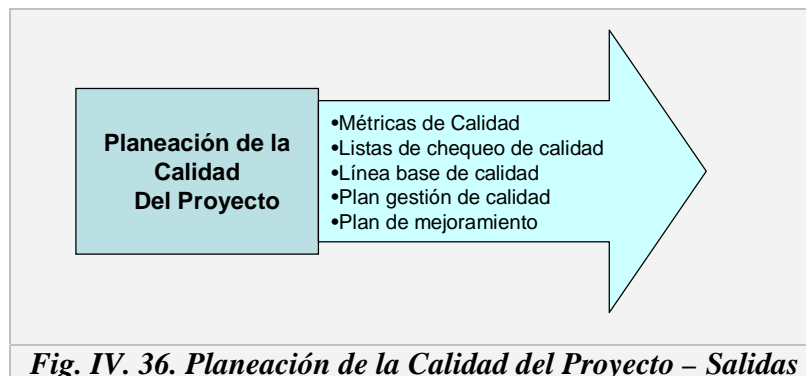 Planeación de la
Calidad
Del Proyecto
•Métricas de Calidad
•Listas de chequeo de calidad
•Línea base de calidad
•Plan gestión de calidad
•Plan de mejoramiento
Fig. IV. 36. Planeación de la Calidad del Proyecto – Salidas